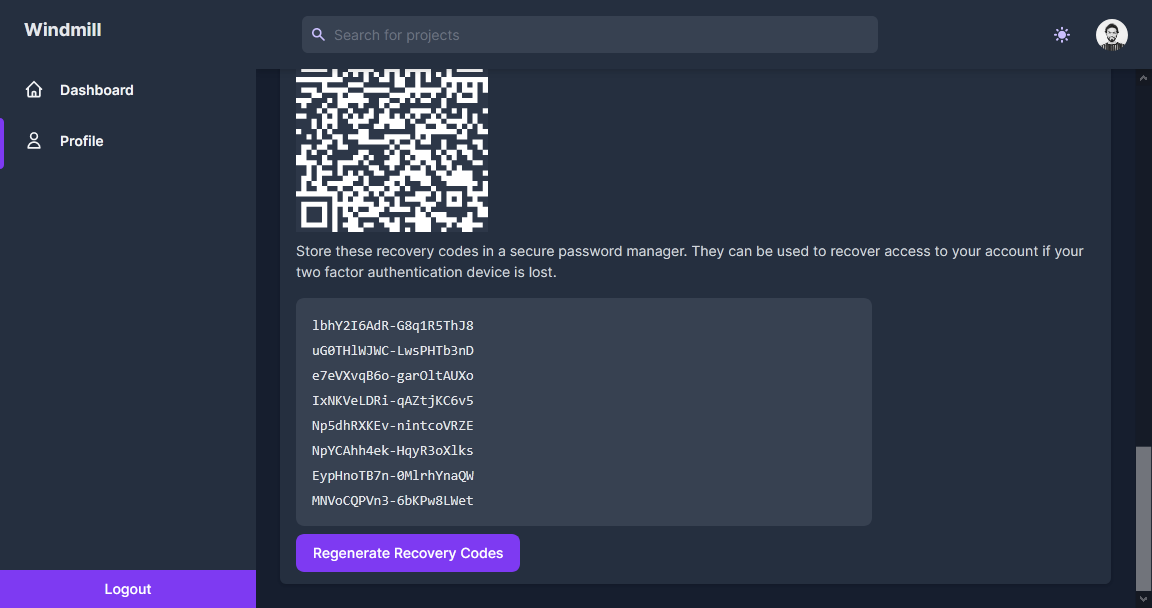 Windmill
Search for projects
Dashboard
Profile
Store these recovery codes in a secure password manager. They can be used to recover access to your account if your
two factor authentication device is lost.
lbhY2I6AdR-G8q1R5ThJ8
uG0THlWJWC-LwsPHTb3nD
e7eVXvqB6o-garOltAUXo
IxNKVeLDRi-qAZtjKC6v5
Np5dhRXKEv-nintcoVRZE
NpYCAhh4ek-HqyR3oXlks
EypHnoTB7n-0MlrhYnaQW
MNVoCQPVn3-6bKPw8LWet
Regenerate Recovery Codes
Logout